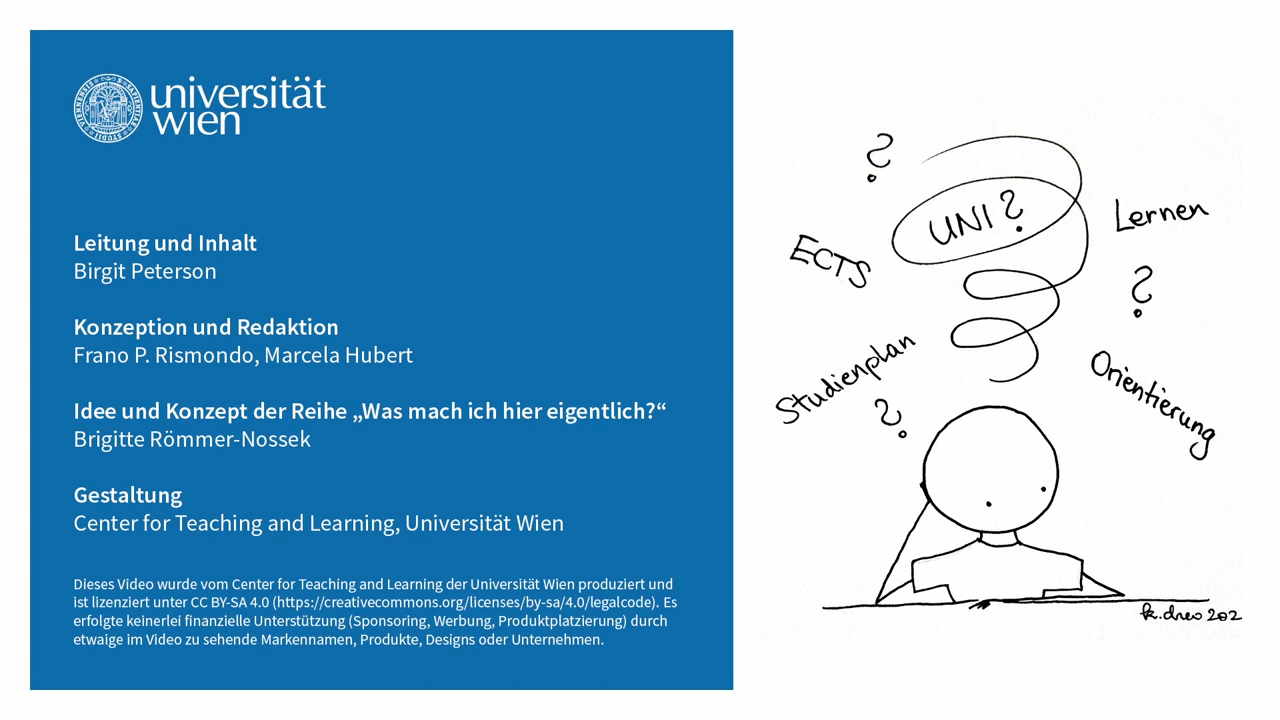 universität
wien
Leitung und Inhalt
Birgit Peterson
Konzeption und Redaktion
Frano P. Rismondo, Marcela Hubert
Idee und Konzept der Reihe „Was mach ich hier eigentlich?“
Brigitte Römmer-Nossek
Gestaltung
Center for Teaching and Learning, Universität Wien
Dieses Video wurde vom Center for Teaching and Learning der Universität Wien produziert und
ist lizenziert unter CC BY-SA 4.0 (https://creativecommons.org/licenses/by-sa/4.0/legalcode). Es
erfolgte keinerlei finanzielle Unterstützung (Sponsoring, Werbung, Produktplatzierung) durch
etwaige im Video zu sehende Markennamen, Produkte, Designs oder Unternehmen.
?
UNI?
Lernen
ECTS
?
Studienplan
?
Orientierung